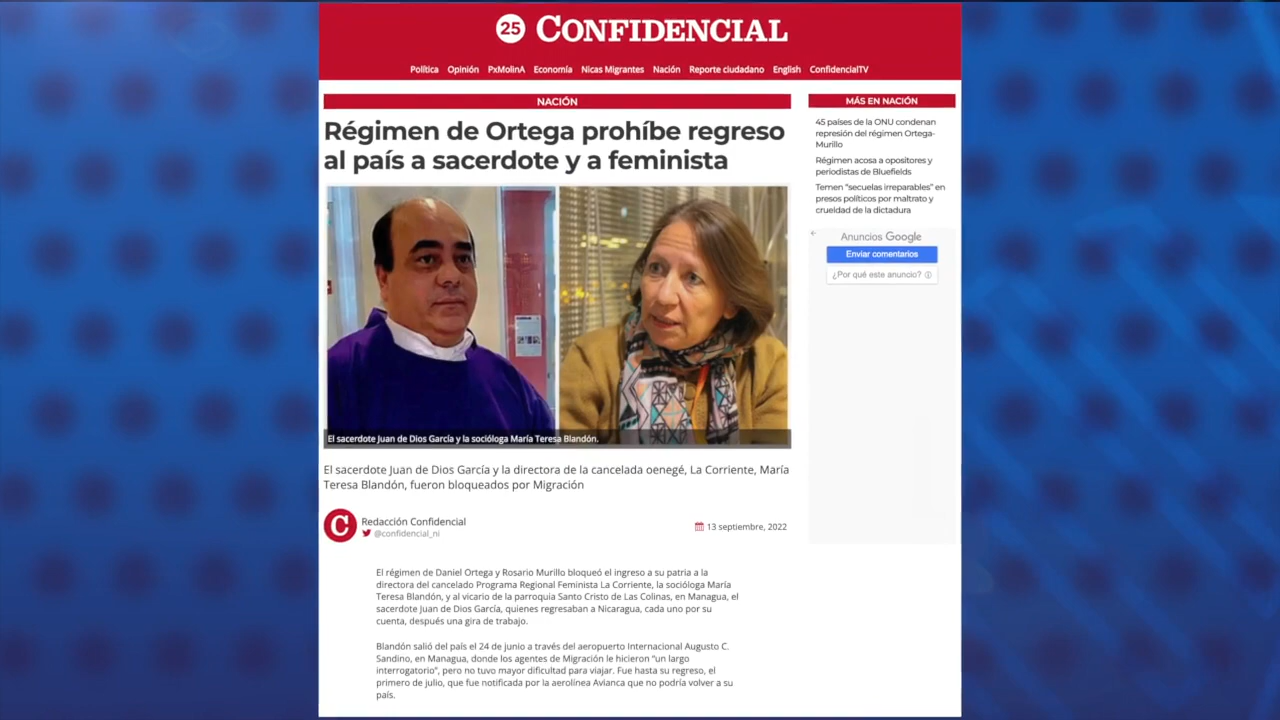 25 CONFIDENCIAL
Política Opinión PxMolinA Economía Nicas Migrantes Nación Reporte ciudadano English ConfidencialTV
NACIÓN
Régimen de Ortega prohíbe regreso
al país a sacerdote y a feminista
El sacerdote Juan de Dios García y la socióloga María Teresa Blandón.
El sacerdote Juan de Dios García y la directora de la cancelada oenegé, La Corriente, María
Teresa Blandón, fueron bloqueados por Migración
C
Redacción Confidencial
@confidencial_ni
13 septiembre, 2022
El régimen de Daniel Ortega y Rosario Murillo bloqueó el ingreso a su patria a la
directora del cancelado Programa Regional Feminista La Corriente, la socióloga María
Teresa Blandón, y al vicario de la parroquia Santo Cristo de Las Colinas, en Managua, el
sacerdote Juan de Dios García, quienes regresaban a Nicaragua, cada uno por su
cuenta, después una gira de trabajo.
Blandón salió del país el 24 de junio a través del aeropuerto Internacional Augusto C.
Sandino, en Managua, donde los agentes de Migración le hicieron “un largo
interrogatorio”, pero no tuvo mayor dificultad para viajar. Fue hasta su regreso, el
primero de julio, que fue notificada por la aerolínea Avianca que no podría volver a su
país.
MÁS EN NACIÓN
45 países de la ONU condenan
represión del régimen Ortega-
Murillo
Régimen acosa a opositores y
periodistas de Bluefields
Temen “secuelas irreparables” en
presos políticos por maltrato y
crueldad de la dictadura
Anuncios Google
Enviar comentarios
¿Por qué este anuncio?